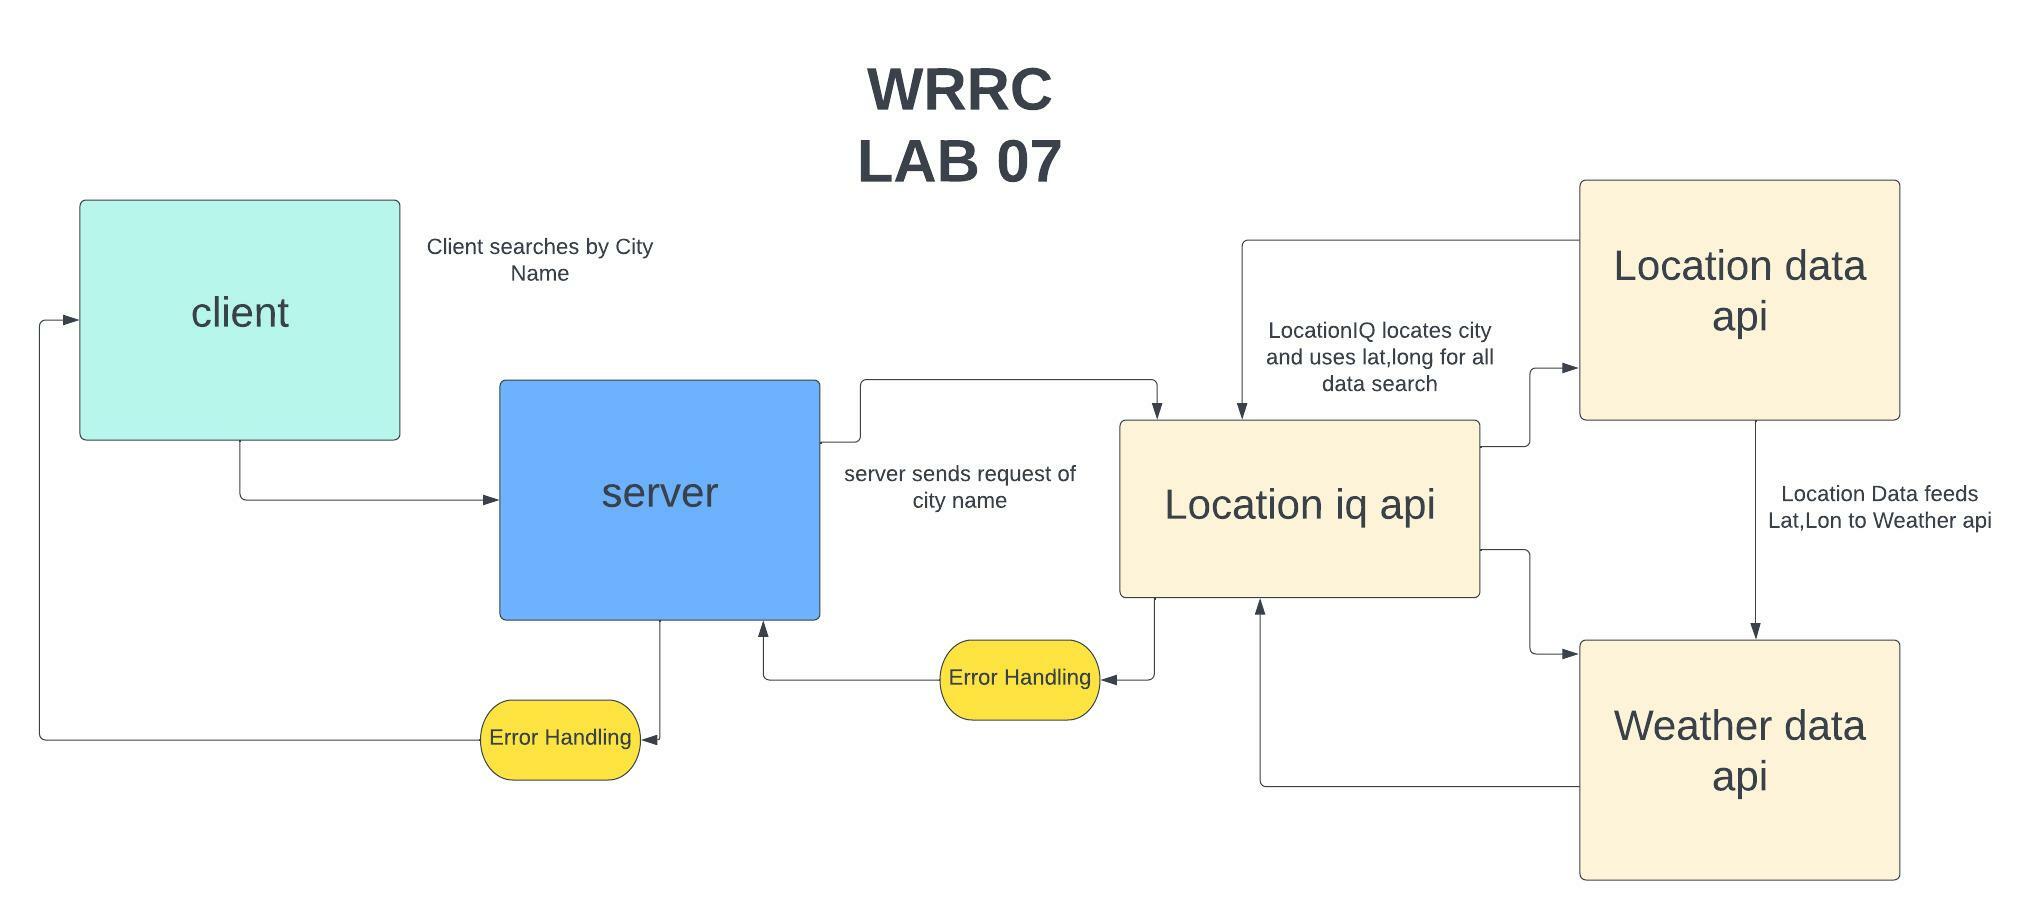 WRRC
LAB 07
client
Client searches by City
Name
server
server sends request of
city name
Location iq api
LocationIQ locates city
and uses lat,long for all
data search
Location data
api
Location Data feeds
Lat,Lon to Weather api
Weather data
api
Error Handling
Error Handling